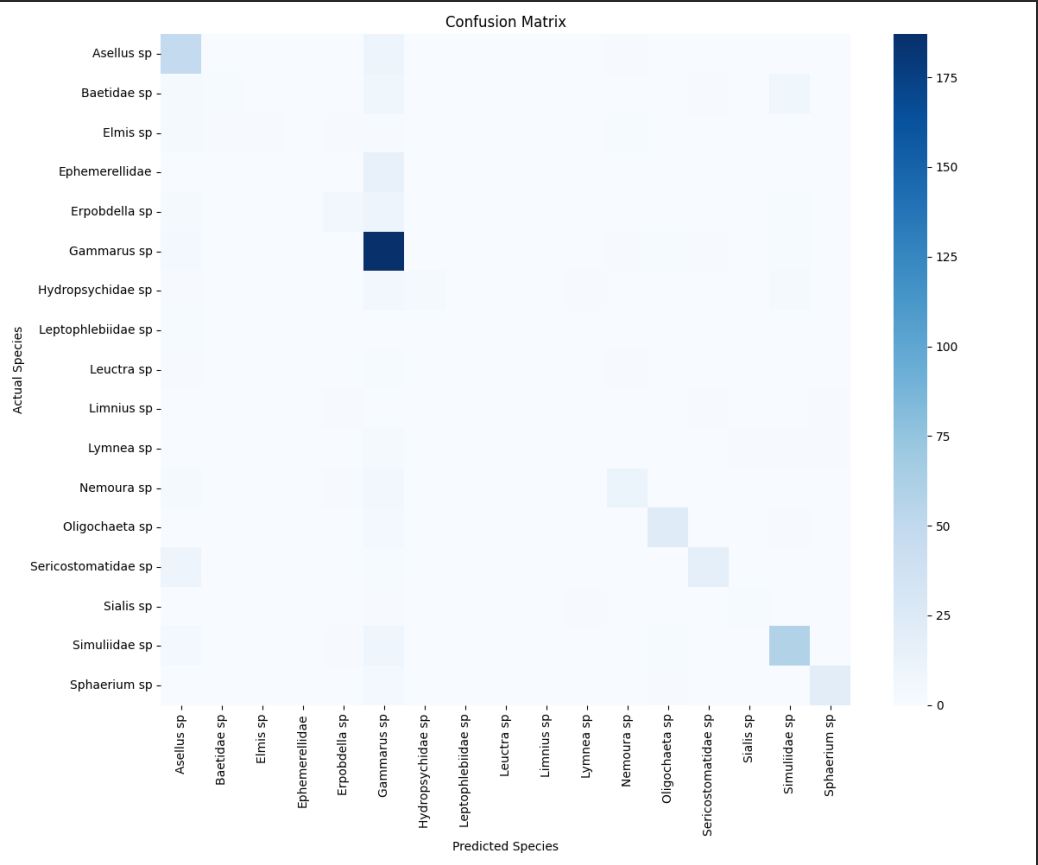 Confusion Matrix
Actual Species
Asellus sp
Baetidae sp
Elmis sp
Ephemerellidae
Erpobdella sp
Gammarus sp
Hydropsychidae sp
Leptophlebiidae sp
Leuctra sp
Limnius sp
Lymnea sp
Nemoura sp
Oligochaeta sp
Sericostomatidae sp
Sialis sp
Simuliidae sp
Sphaerium sp
Asellus sp
Baetidae sp
Elmis sp
Ephemerellidae
Erpobdella sp
Gammarus sp
Hydropsychidae sp
Leptophlebiidae sp
Leuctra sp
Limnius sp
Lymnea sp
Nemoura sp
Oligochaeta sp
Sericostomatidae sp
Sialis sp
Simuliidae sp
Sphaerium sp
Predicted Species
175
150
125
100
75
50
25
0